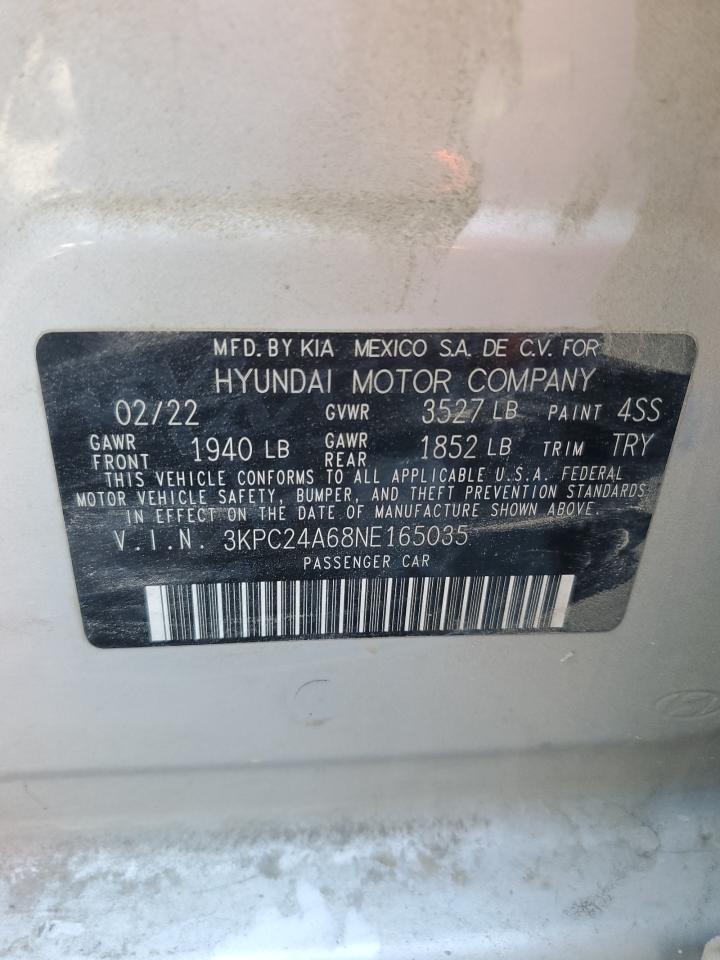 MFD. BY KIA MEXICO S.A. DE C.V. FOR
HYUNDAI MOTOR COMPANY
02/22 GVWR 3527 LB PAINT 4SS
GAWR FRONT 1940 LB GAWR REAR 1852 LB TRIM TRY
THIS VEHICLE CONFORMS TO ALL APPLICABLE U.S.A. FEDERAL
MOTOR VEHICLE SAFETY, BUMPER, AND THEFT PREVENTION STANDARDS
IN EFFECT ON THE DATE OF MANUFACTURE SHOWN ABOVE.
V.I.N. 3KPC24A68NE165035
PASSENGER CAR